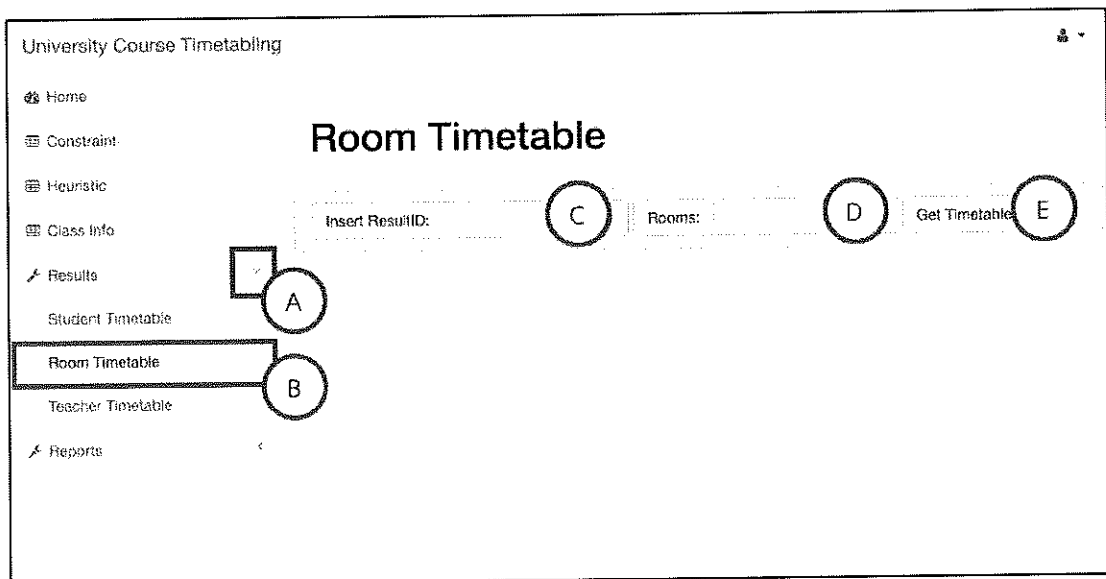 University Course Timetabling
Home
Constraint
Heuristic
Class Info
Results
Student Timetable
Room Timetable
Teacher Timetable
Reports
Room Timetable
Insert ResultID:
Rooms:
Get Timetable
A
B
C
D
E